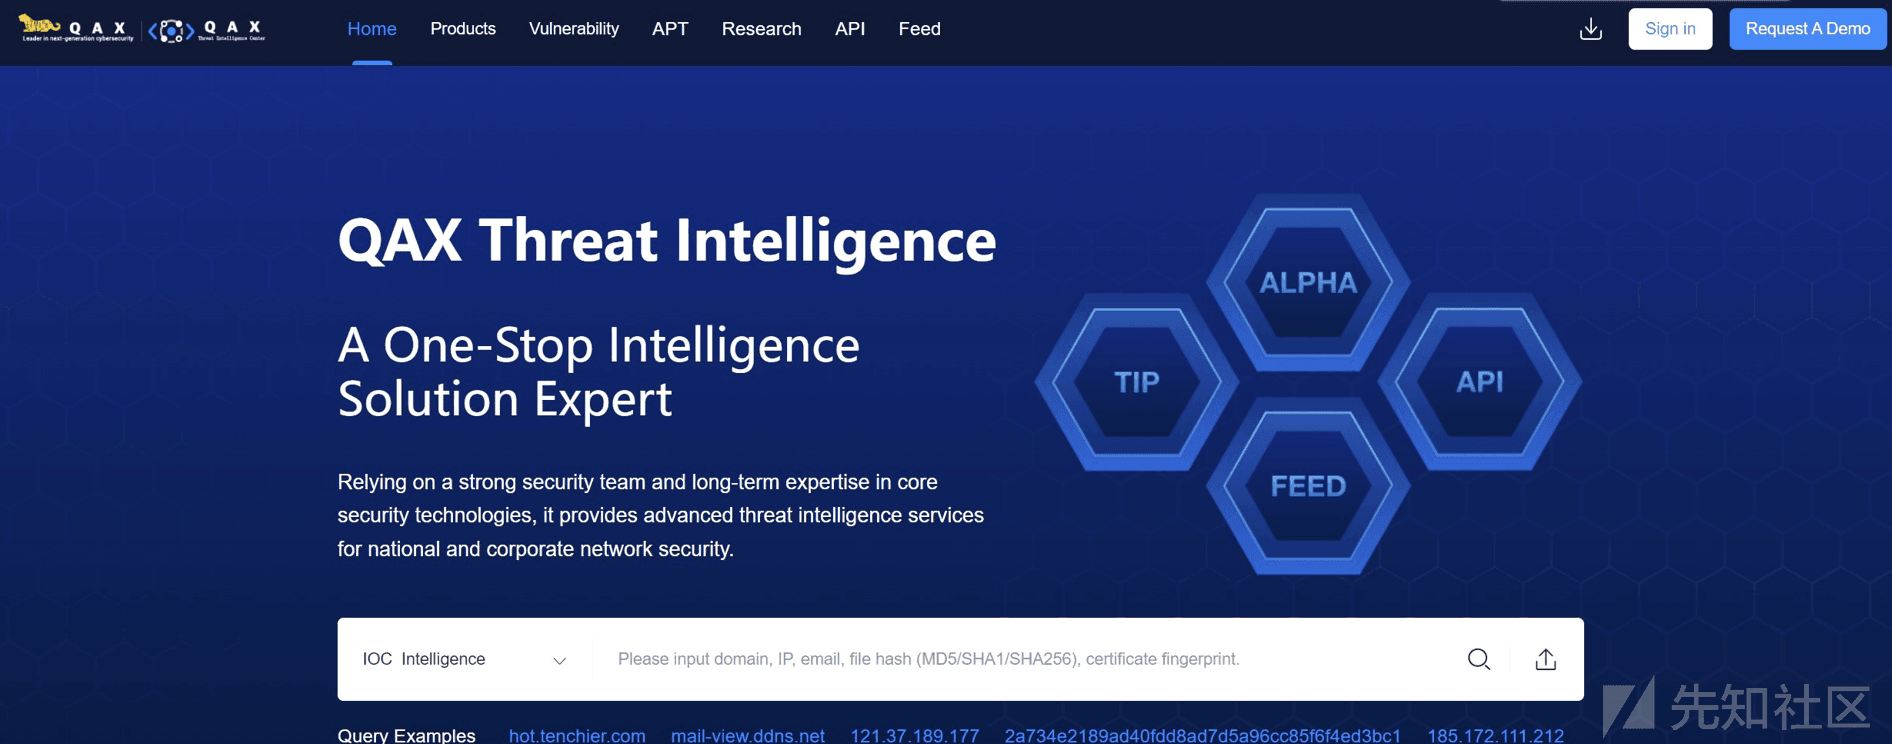 QAX
Leader in next-generation cybersecurity
QAX
Threat Intelligence Center
Home Products Vulnerability APT Research API Feed
Sign in
Request A Demo
QAX Threat Intelligence
A One-Stop Intelligence
Solution Expert
Relying on a strong security team and long-term expertise in core
security technologies, it provides advanced threat intelligence services
for national and corporate network security.
ALPHA
TIP
API
FEED
IOC Intelligence
Please input domain, IP, email, file hash (MD5/SHA1/SHA256), certificate fingerprint.
Query Examples hot.tenchier.com mail-view.ddns.net 121.37.189.177 2a734e2189ad40fdd8ad7d5a96cc85f6f4ed3bc1 185.172.111.212
先知社区